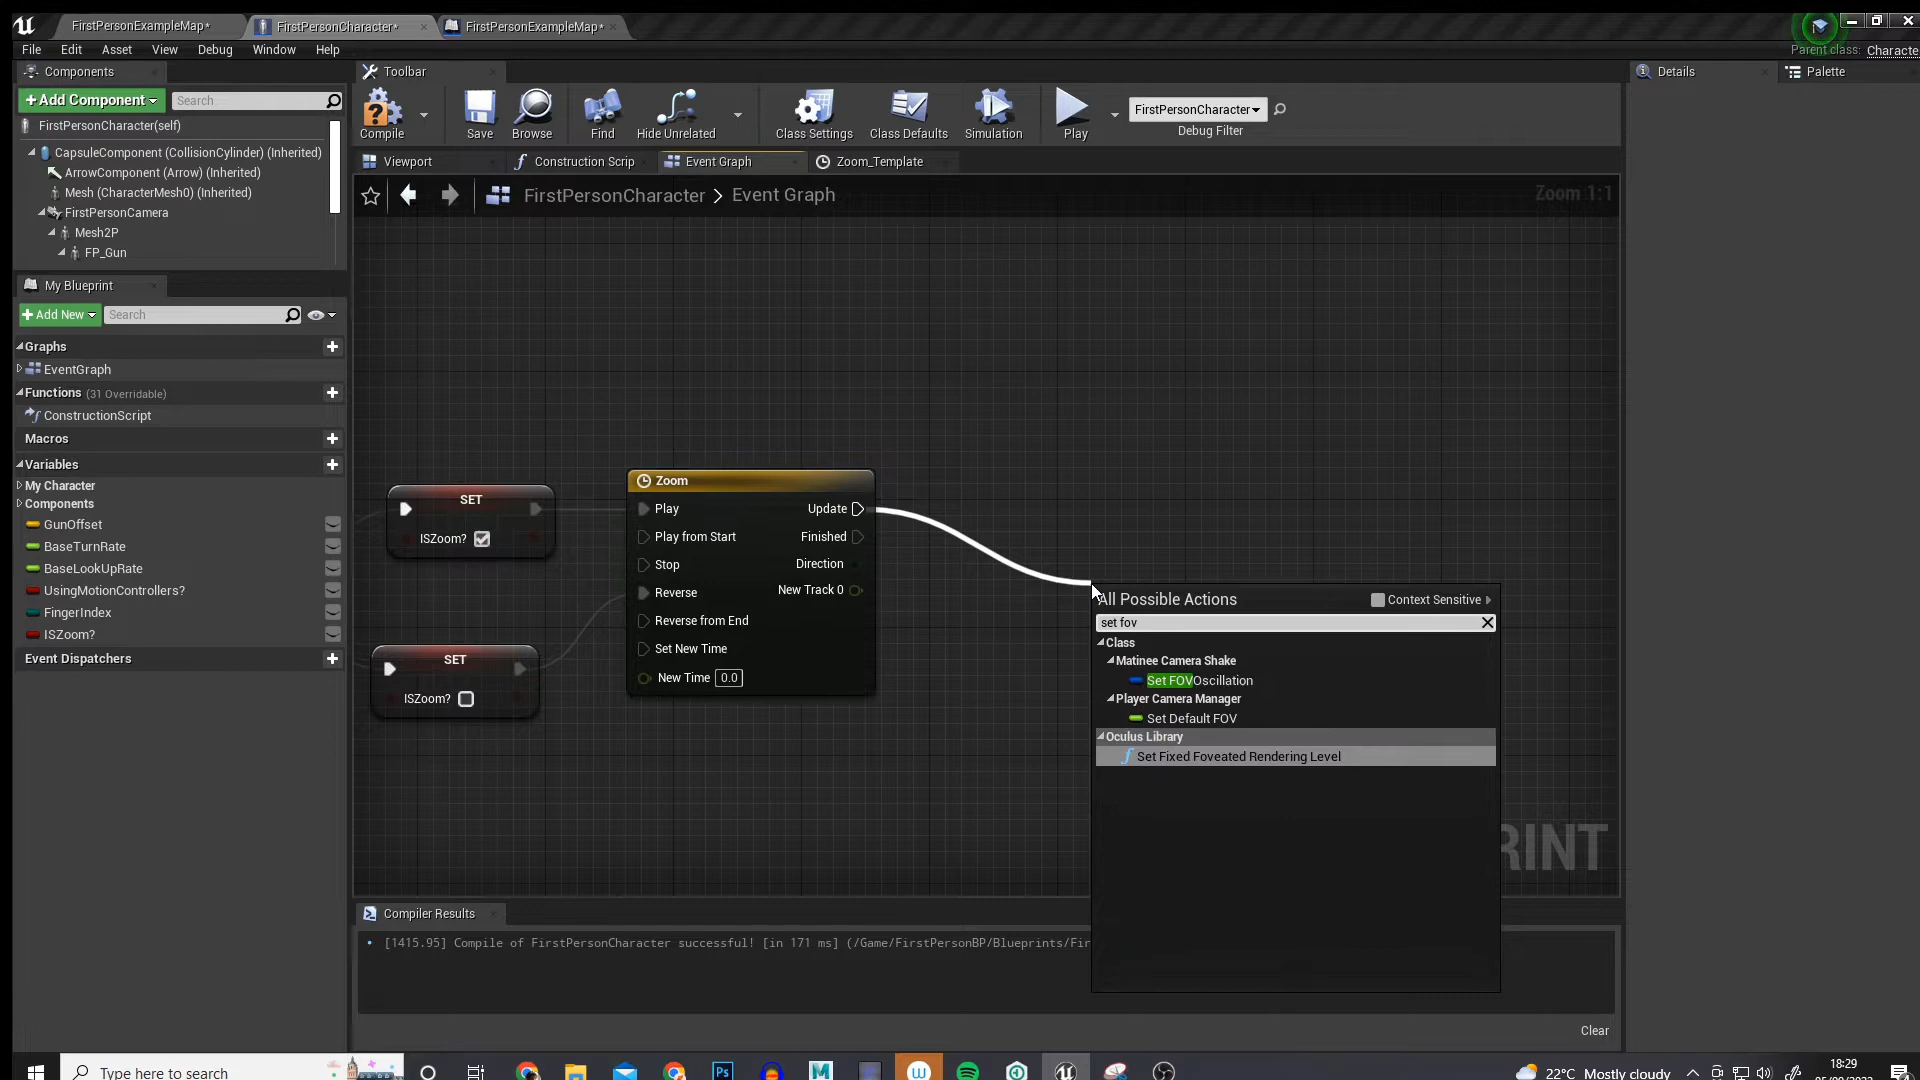 FirstPersonExampleMap*
FirstPersonCharacter*
FirstPersonExampleMap*
File Edit Asset View Debug Window Help
Parent class: Characte
Components
Toolbar
Details
Palette
+Add Component
Search
FirstPersonCharacter(self)
CapsuleComponent (CollisionCylinder) (Inherited)
ArrowComponent (Arrow) (Inherited)
Mesh (CharacterMesh0) (Inherited)
FirstPersonCamera
Mesh2P
FP_Gun
Compile
Save
Browse
Find
Hide Unrelated
Class Settings
Class Defaults
Simulation
Play
FirstPersonCharacter
Debug Filter
Viewport
Construction Scrip
Event Graph
Zoom_Template
FirstPersonCharacter > Event Graph
Zoom 1:1
My Blueprint
+Add New
Search
Graphs
EventGraph
Functions (31 Overridable)
ConstructionScript
Macros
Variables
My Character
Components
GunOffset
BaseTurnRate
BaseLookUpRate
UsingMotionControllers?
FingerIndex
ISZoom?
Event Dispatchers
SET
ISZoom?
SET
ISZoom?
Zoom
Play
Update
Play from Start
Finished
Stop
Direction
Reverse
New Track 0
Reverse from End
Set New Time
New Time 0.0
All Possible Actions
Context Sensitive
set fov
Class
Matinee Camera Shake
Set FOVOscillation
Player Camera Manager
Set Default FOV
Oculus Library
Set Fixed Foveated Rendering Level
RINT
Compiler Results
[1415.95] Compile of FirstPersonCharacter successful! [in 171 ms] (/Game/FirstPersonBP/Blueprints/Fir
Clear
Type here to search
Ps
22°C Mostly cloudy
18:29